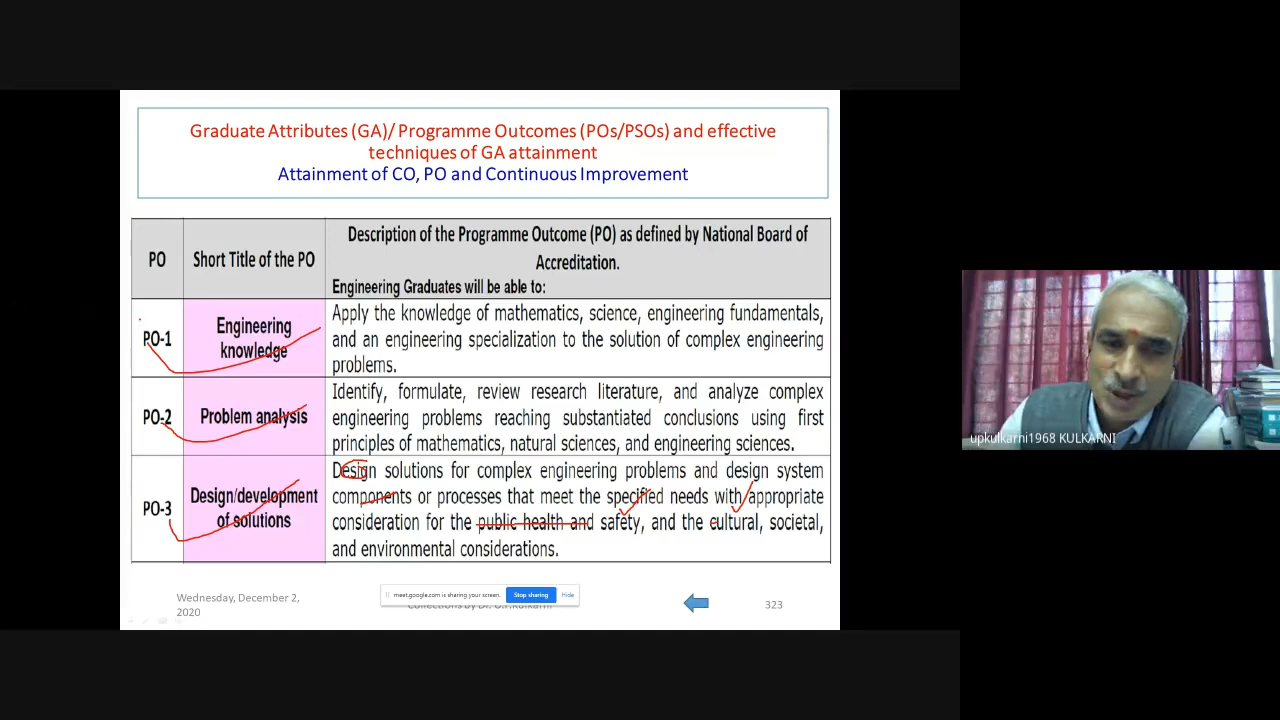 Graduate Attributes (GA)/ Programme Outcomes (POs/PSOs) and effective
techniques of GA attainment
Attainment of CO, PO and Continuous Improvement
PO
Short Title of the PO
Description of the Programme Outcome (PO) as defined by National Board of
Accreditation.
Engineering Graduates will be able to:
PO-1
Engineering
knowledge
Apply the knowledge of mathematics, science, engineering fundamentals,
and an engineering specialization to the solution of complex engineering
problems.
PO-2
Problem analysis
Identify, formulate, review research literature, and analyze complex
engineering problems reaching substantiated conclusions using first
principles of mathematics, natural sciences, and engineering sciences.
PO-3
Design/development
of solutions
Design solutions for complex engineering problems and design system
components or processes that meet the specified needs with appropriate
consideration for the public health and safety, and the cultural, societal,
and environmental considerations.
Wednesday, December 2,
2020
meet.google.com is sharing your screen.
Stop sharing
Hide
Collections by Dr. U.P.Kulkarni
323
upkulkarni1968 KULKARNI